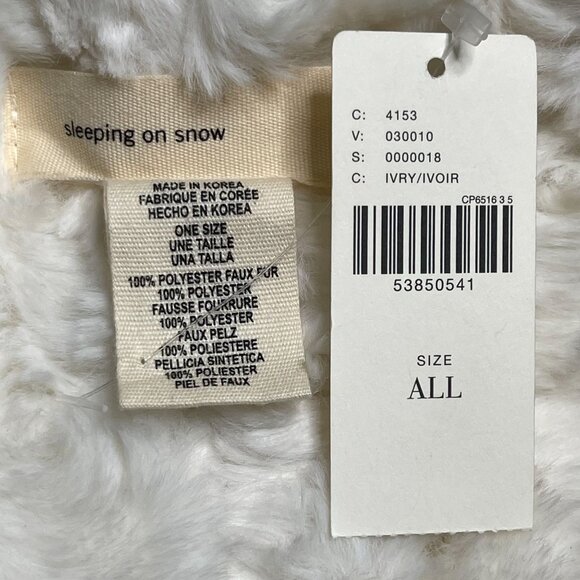 sleeping on snow
MADE IN KOREA
FABRIQUE EN CORÉE
HECHO EN KOREA
ONE SIZE
UNE TAILLE
UNA TALLA
100% POLYESTER FAUX FUR
100% POLYESTER
FAUSSE FOURRURE
100% POLYESTER
FAUX PELZ
100% POLIESTERE
PELLICIA SINTETICA
100% POLIESTER
PIEL DE FAUX
C: 4153
V: 030010
S: 0000018
C: IVRY/IVOIR
CP6516 3 5
53850541
SIZE
ALL